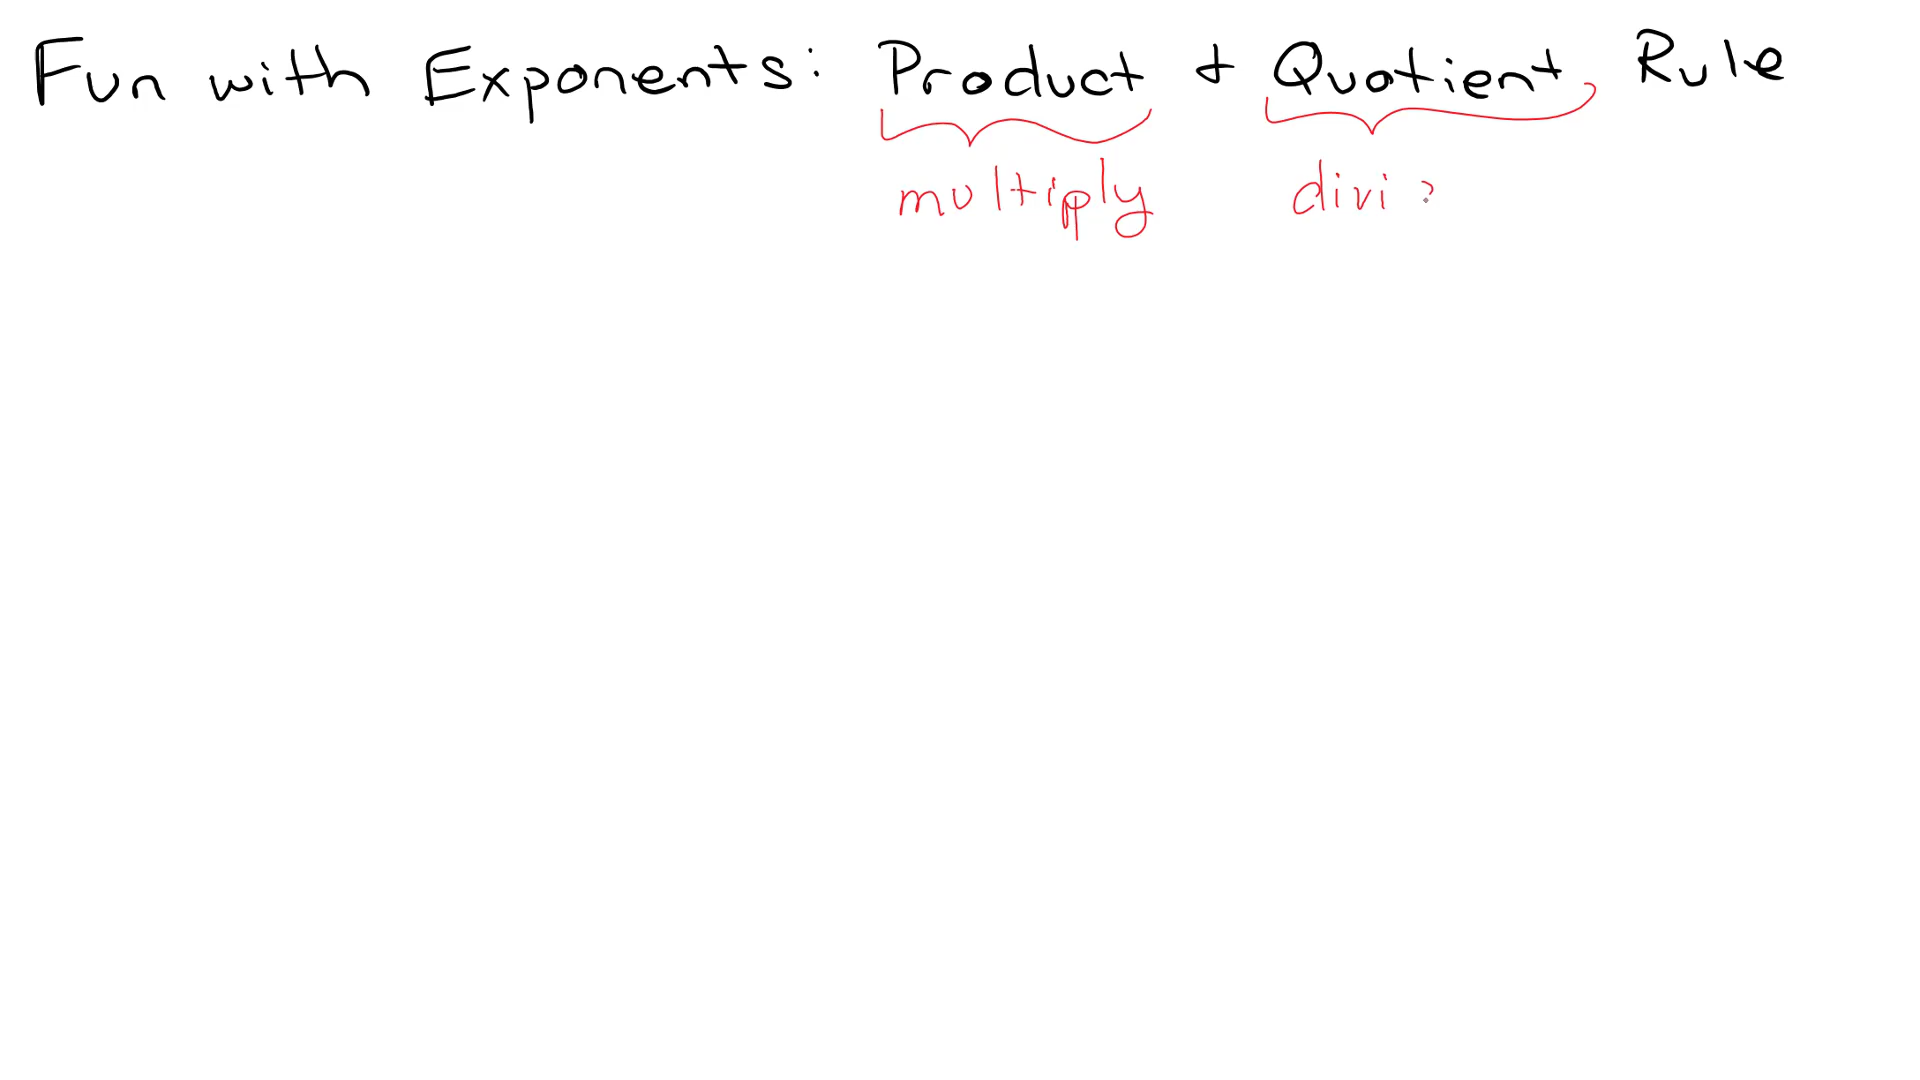 Fun with Exponents: Product & Quotient Rule
multiply divi